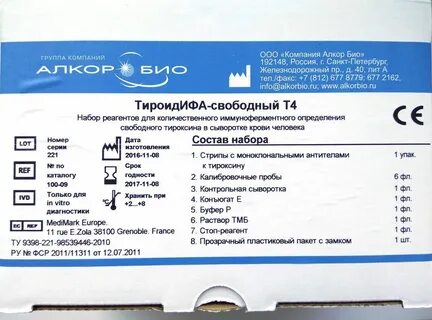 ГРУППА КОМПАНИЙ
АЛКОР БИО
ООО «Компания Алкор Био»
192148, Россия, г. Санкт-Петербург,
Железнодорожный пр., д. 40, лит А
тел./факс: +7 (812) 677 8779; 677 2162,
info@alkorbio.ru, www.alkorbio.ru
ТироидИФА-свободный Т4
Набор реагентов для количественного иммуноферментного определения
свободного тироксина в сыворотке крови человека
CE
LOT
Номер серии
221
Дата изготовления
2016-11-08
REF
№ по каталогу
100-09
Срок годности
2017-11-08
IVD
Только для in vitro диагностики
Хранить при
+2...+8
EC REP
MediMark Europe.
11 rue E.Zola 38100 Grenoble. France
ТУ 9398-221-98539446-2010
РУ № ФСР 2011/11311 от 12.07.2011
Состав набора
1. Стрипы с моноклональными антителами к тироксину 1 упак.
2. Калибровочные пробы 6 фл.
3. Контрольная сыворотка 1 фл.
4. Конъюгат Е 1 фл.
5. Буфер Р 1 фл.
6. Раствор ТМБ 1 фл.
7. Стоп-реагент 1 фл.
8. Прозрачный пластиковый пакет с замком 1 шт.